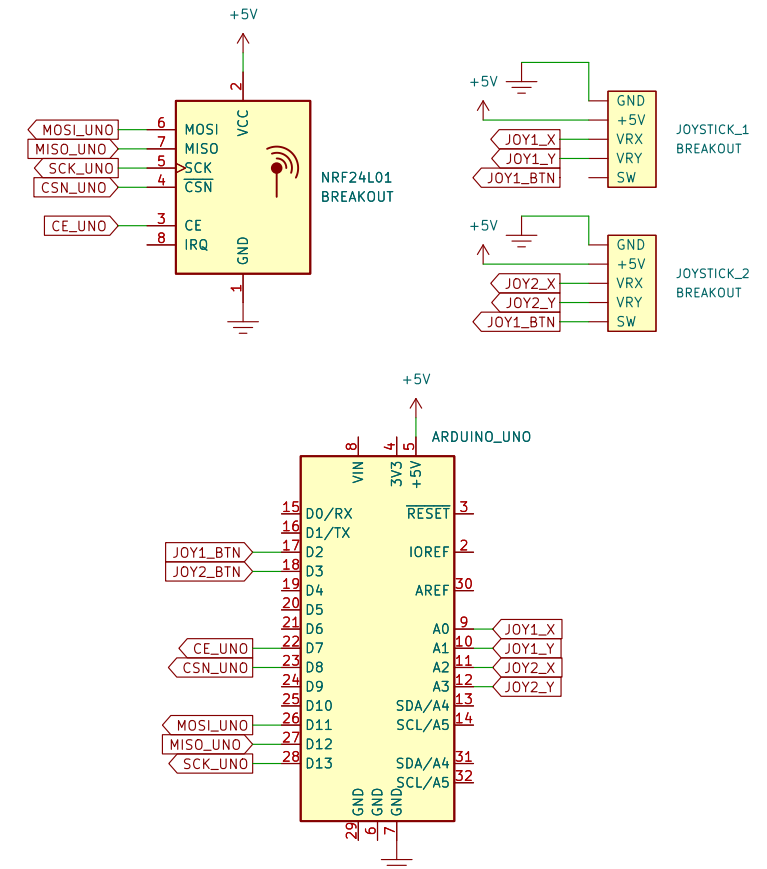 +5V
2
VCC
MOSI_UNO 6 MOSI
MISO_UNO 7 MISO
SCK_UNO 5 SCK
CSN_UNO 4 CSN
CE_UNO 3 CE
8 IRQ
GND
1
NRF24L01
BREAKOUT
+5V
GND
+5V
JOY1_X VRX
JOY1_Y VRY
JOY1_BTN SW
JOYSTICK_1
BREAKOUT
+5V
GND
+5V
JOY2_X VRX
JOY2_Y VRY
JOY1_BTN SW
JOYSTICK_2
BREAKOUT
+5V
ARDUINO_UNO
8 4 5
VIN 3V3 +5V
15 D0/RX RESET 3
16 D1/TX
JOY1_BTN 17 D2 IOREF 2
JOY2_BTN 18 D3
19 D4 AREF 30
20 D5
21 D6 A0 9 JOY1_X
CE_UNO 22 D7 A1 10 JOY1_Y
CSN_UNO 23 D8 A2 11 JOY2_X
24 D9 A3 12 JOY2_Y
25 D10 SDA/A4 13
MOSI_UNO 26 D11 SCL/A5 14
MISO_UNO 27 D12
SCK_UNO 28 D13 SDA/A4 31
SCL/A5 32
GND GND GND
29 6 7